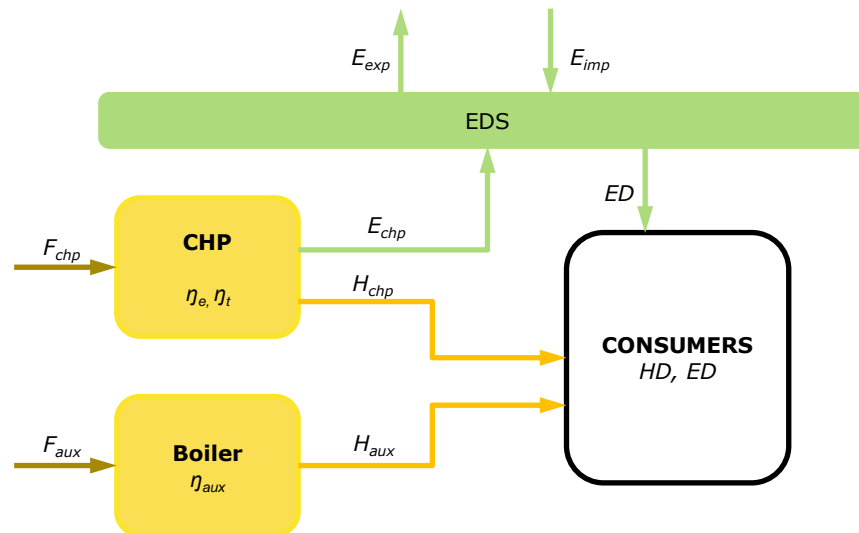 E_exp
E_imp
EDS
ED
F_chp
CHP
η_e, η_t
E_chp
H_chp
CONSUMERS
HD, ED
F_aux
Boiler
η_aux
H_aux